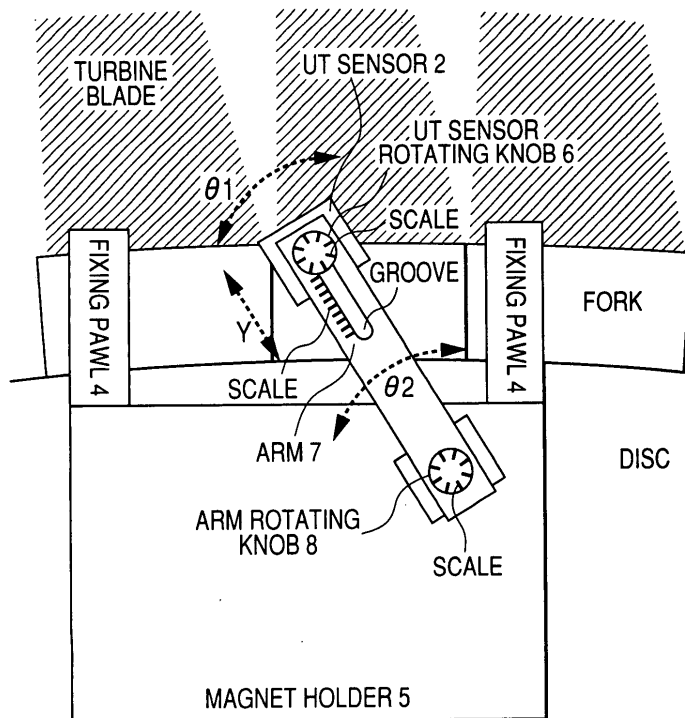 TURBINE
BLADE
UT SENSOR 2
UT SENSOR
ROTATING KNOB 6
θ1
SCALE
GROOVE
FIXING PAWL 4
FIXING PAWL 4
FORK
Y
SCALE
θ2
ARM 7
DISC
ARM ROTATING
KNOB 8
SCALE
MAGNET HOLDER 5